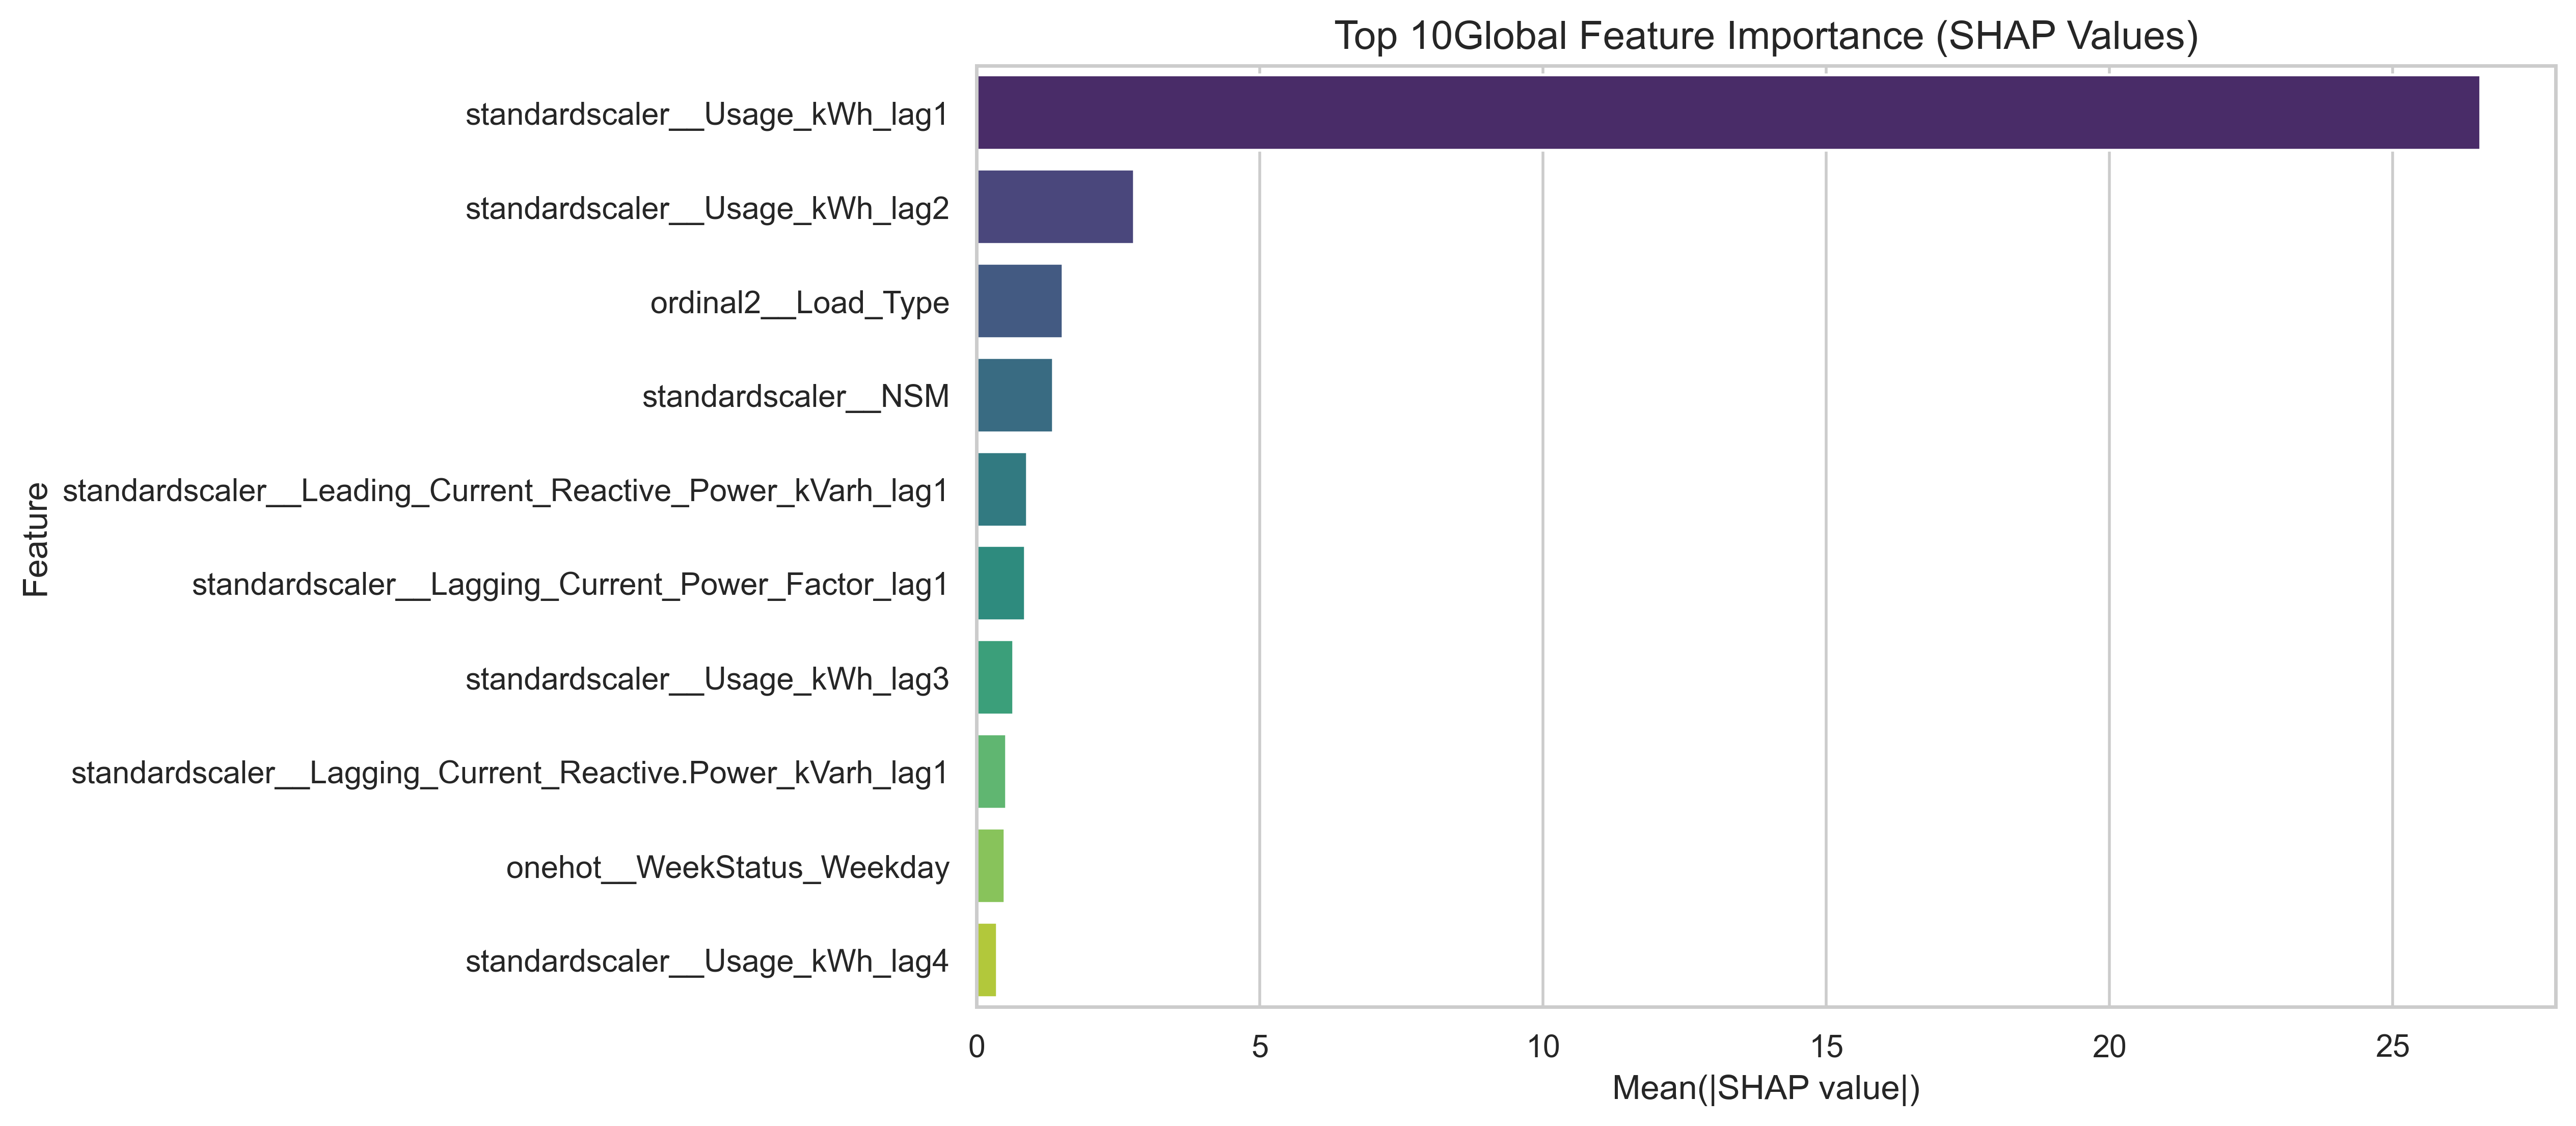 Top 10Global Feature Importance (SHAP Values)
Feature
standardscaler__Usage_kWh_lag1
standardscaler__Usage_kWh_lag2
ordinal2__Load_Type
standardscaler__NSM
standardscaler__Leading_Current_Reactive_Power_kVarh_lag1
standardscaler__Lagging_Current_Power_Factor_lag1
standardscaler__Usage_kWh_lag3
standardscaler__Lagging_Current_Reactive.Power_kVarh_lag1
onehot__WeekStatus_Weekday
standardscaler__Usage_kWh_lag4
0 5 10 15 20 25
Mean(|SHAP value|)